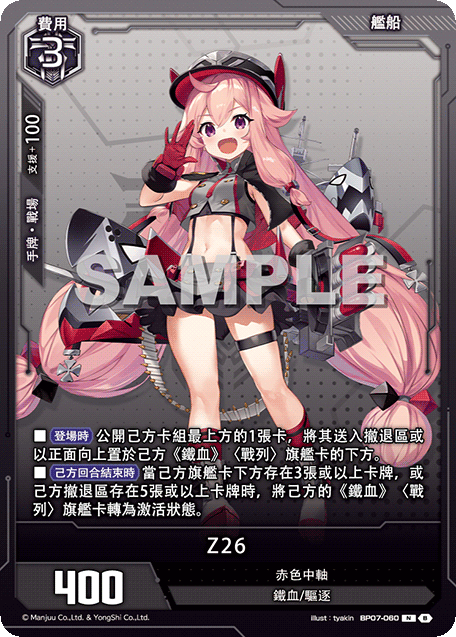 費用
艦船
3
支援+100
手牌・戰場
SAMPLE
■ 登場時 公開己方卡組最上方的1張卡，將其送入撤退區或
以正面向上置於己方《鐵血》〈戰列〉旗艦卡的下方。
■ 己方回合結束時 當己方旗艦卡下方存在3張或以上卡牌，或
己方撤退區存在5張或以上卡牌時，將己方的《鐵血》〈戰
列〉旗艦卡轉為激活狀態。
Z26
400
赤色中軸
鐵血/驅逐
© Manjuu Co.,Ltd. & YongShi Co.,Ltd.
illust : tyakin BP07-060 N B